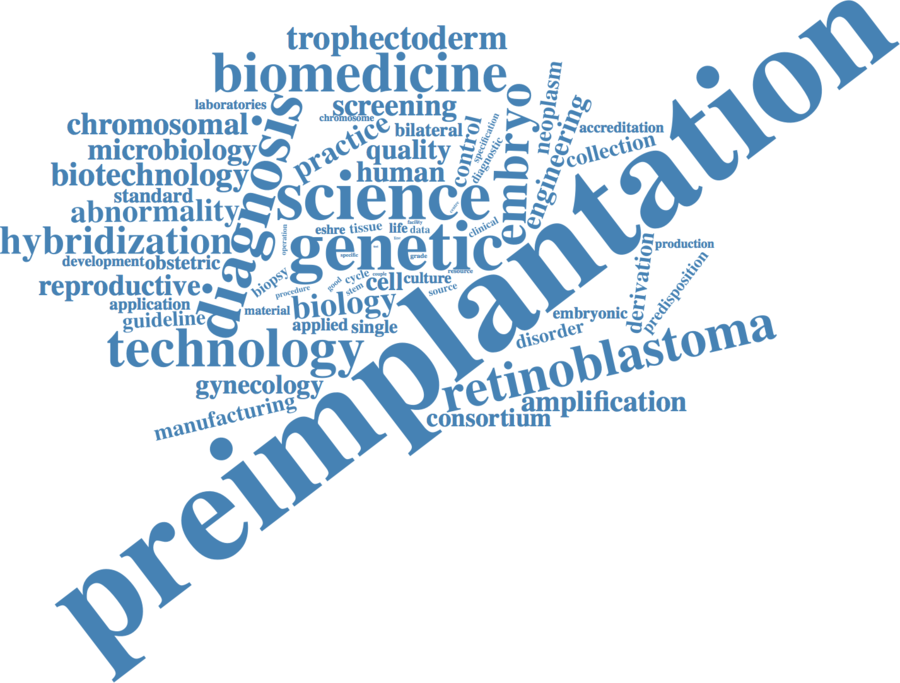 trophectoderm
biomedicine
laboratories
screening
chromosome
chromosomal
diagnosis
practice
bilateral
control
specification
diagnostic
embryo
neoplasm
engineering
accreditation
collection
microbiology
quality
biotechnology
human
standard
science
abnormality
hybridization
operation
eshre
tissue
life
facility
data
clinical
genetic
specific
grade
resource
development
obstetric
reproductive
biopsy
procedure
good
cycle
stem
couple
cell
culture
source
production
derivation
predisposition
application
guideline
material
biology
applied
single
embryonic
disorder
technology
preimplantation
retinoblastoma
gynecology
manufacturing
amplification
consortium